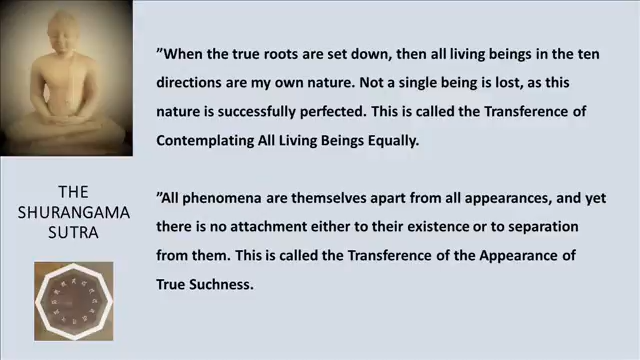 ”When the true roots are set down, then all living beings in the ten
directions are my own nature. Not a single being is lost, as this
nature is successfully perfected. This is called the Transference of
Contemplating All Living Beings Equally.
”All phenomena are themselves apart from all appearances, and yet
there is no attachment either to their existence or to separation
from them. This is called the Transference of the Appearance of
True Suchness.
THE
SHURANGAMA
SUTRA